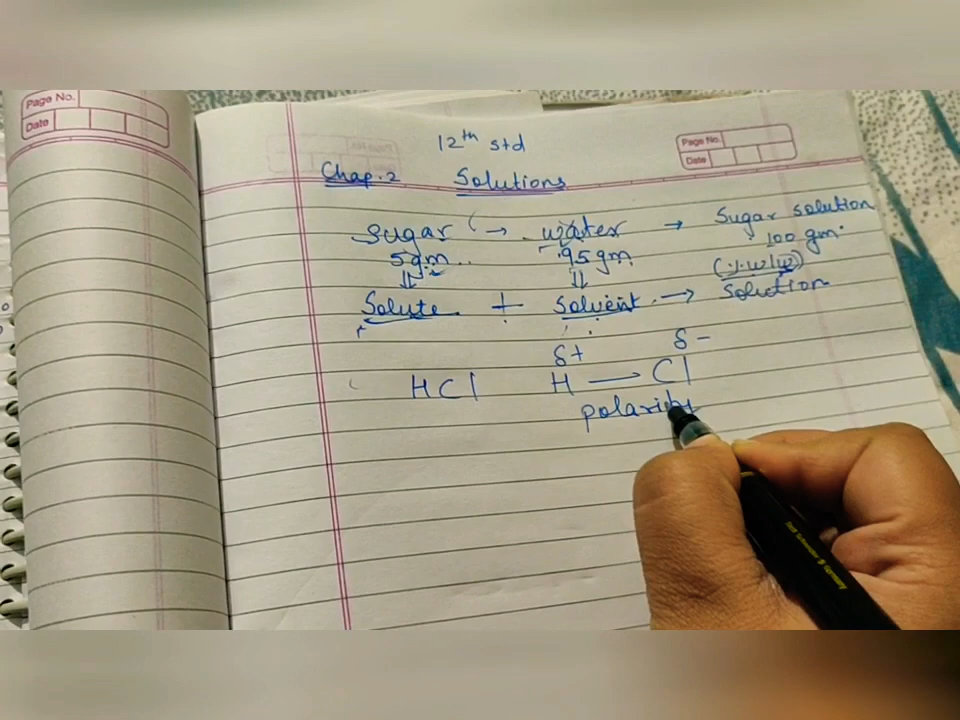 Page No.
Date
Page No.
Date
12th std
Chap. 2 Solutions
Sugar → water → Sugar solution
5gm 95gm 100 gm.
⇓ ⇓ (%w/w)
Solute + Solvent → Solution
δ+ δ-
HCl H → Cl
polarity